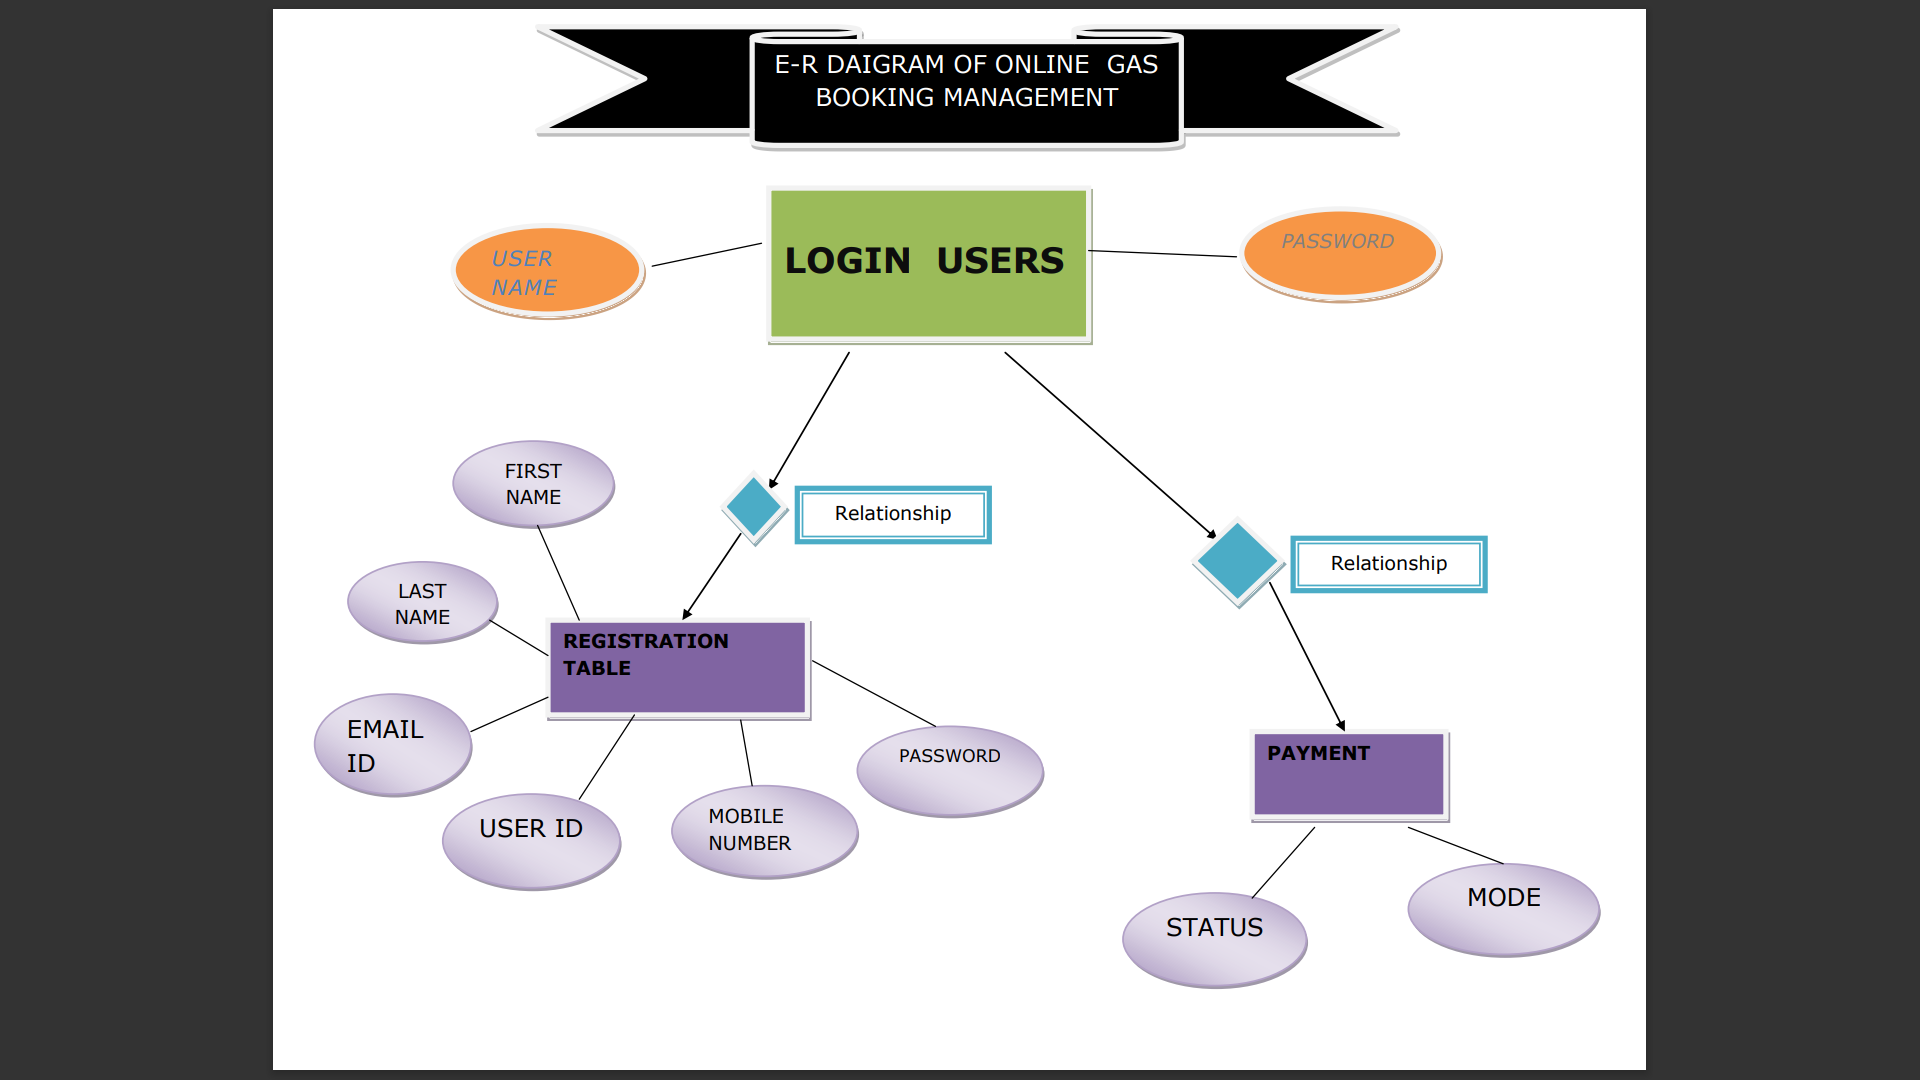 E-R DAIGRAM OF ONLINE  GAS
BOOKING MANAGEMENT
USER
NAME
LOGIN  USERS
PASSWORD
FIRST
NAME
Relationship
Relationship
LAST
NAME
REGISTRATION
TABLE
EMAIL
ID
PASSWORD
PAYMENT
USER ID
MOBILE
NUMBER
STATUS
MODE